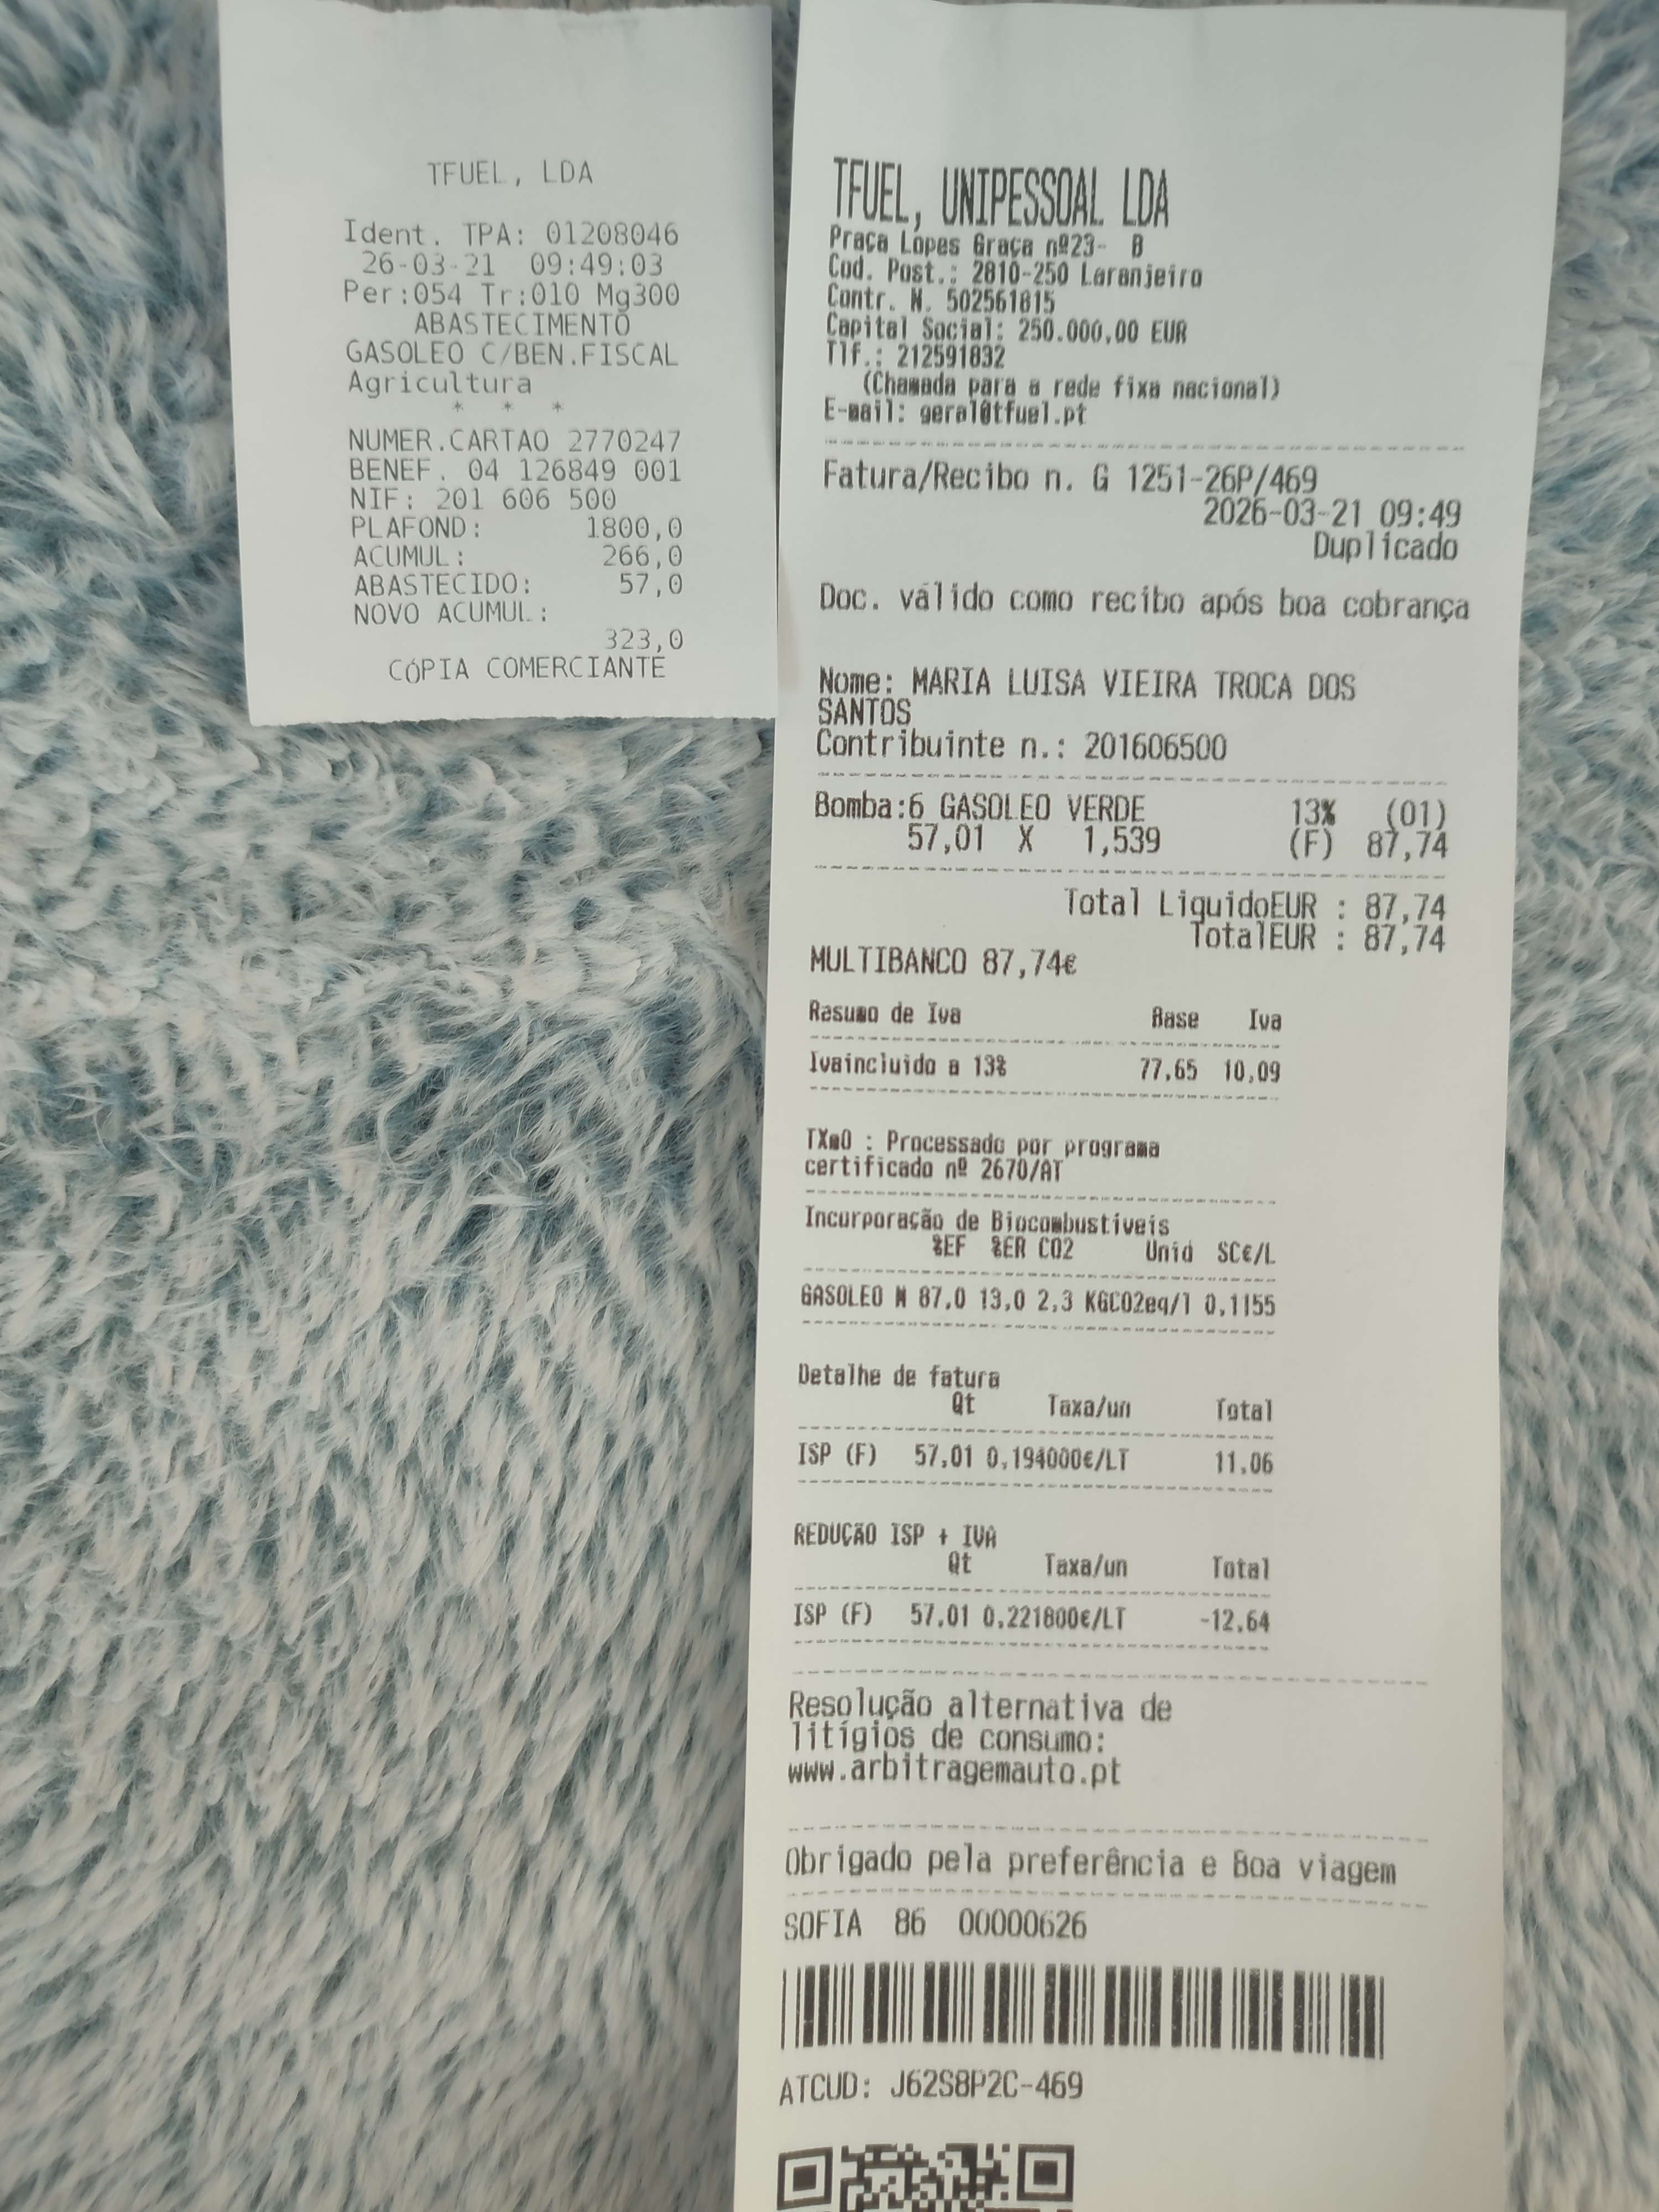 TFUEL, LDA
Ident. TPA: 01208046
26-03-21 09:49:03
Per:054 Tr:010 Mg300
ABASTECIMENTO
GASOLEO C/BEN.FISCAL
Agricultura
* * *
NUMER.CARTAO 2770247
BENEF. 04 126849 001
NIF: 201 606 500
PLAFOND: 1800,0
ACUMUL: 266,0
ABASTECIDO: 57,0
NOVO ACUMUL:
323,0
CÓPIA COMERCIANTE
TFUEL, UNIPESSOAL LDA
Praça Lopes Graça nº23- B
Cod. Post.: 2810-250 Laranjeiro
Contr. N. 502561815
Capital Social: 250.000,00 EUR
Tlf.: 212591832
(Chamada para a rede fixa nacional)
E-mail: geral@tfuel.pt
Fatura/Recibo n. G 1251-26P/469
2026-03-21 09:49
Duplicado
Doc. válido como recibo após boa cobrança
Nome: MARIA LUISA VIEIRA TROCA DOS
SANTOS
Contribuinte n.: 201606500
Bomba:6 GASOLEO VERDE 13% (01)
57,01 X 1,539 (F) 87,74
Total LiquidoEUR : 87,74
TotalEUR : 87,74
MULTIBANCO 87,74€
Resumo de Iva Base Iva
Ivaincluido a 13% 77,65 10,09
TXmO : Processado por programa
certificado nº 2670/AT
Incorporação de Biocombustíveis
%EF %ER CO2 Unid SC€/L
GASOLEO M 87,0 13,0 2,3 KGCO2eq/l 0,1155
Detalhe de fatura
Qt Taxa/un Total
ISP (F) 57,01 0,194000€/LT 11,06
REDUÇÃO ISP + IVA
Qt Taxa/un Total
ISP (F) 57,01 0,221800€/LT -12,64
Resolução alternativa de
litígios de consumo:
www.arbitragemauto.pt
Obrigado pela preferência e Boa viagem
SOFIA 86 00000626
ATCUD: J62S8P2C-469